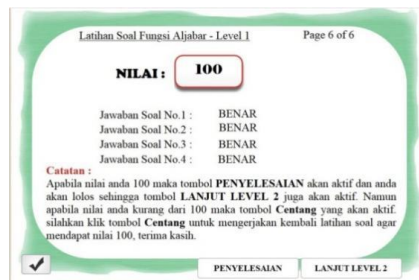 Latihan Soal Fungsi Aljabar - Level 1 Page 6 of 6
NILAI : 100
Jawaban Soal No.1 : BENAR
Jawaban Soal No.2 : BENAR
Jawaban Soal No.3 : BENAR
Jawaban Soal No.4 : BENAR
Catatan :
Apabila nilai anda 100 maka tombol PENYELESAIAN akan aktif dan anda
akan lolos sehingga tombol LANJUT LEVEL 2 juga akan aktif. Namun
apabila nilai anda kurang dari 100 maka tombol Centang yang akan aktif.
silahkan klik tombol Centang untuk mengerjakan kembali latihan soal agar
mendapat nilai 100, terima kasih.
PENYELESAIAN LANJUT LEVEL 2